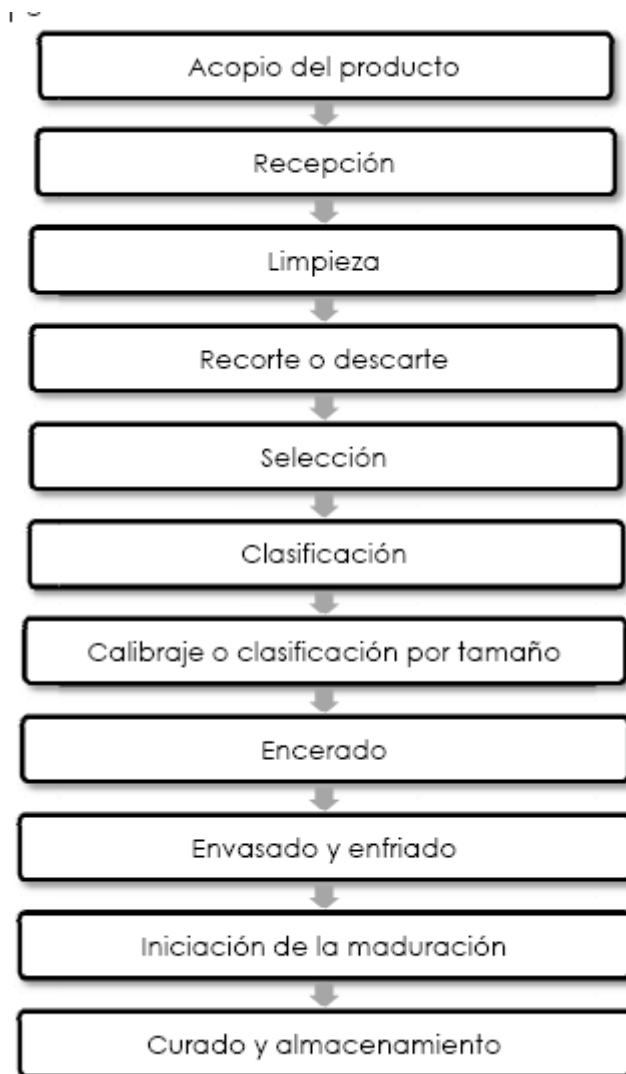 Acopio del producto
Recepción
Limpieza
Recorte o descarte
Selección
Clasificación
Calibraje o clasificación por tamaño
Encerado
Envasado y enfriado
Iniciación de la maduración
Curado y almacenamiento